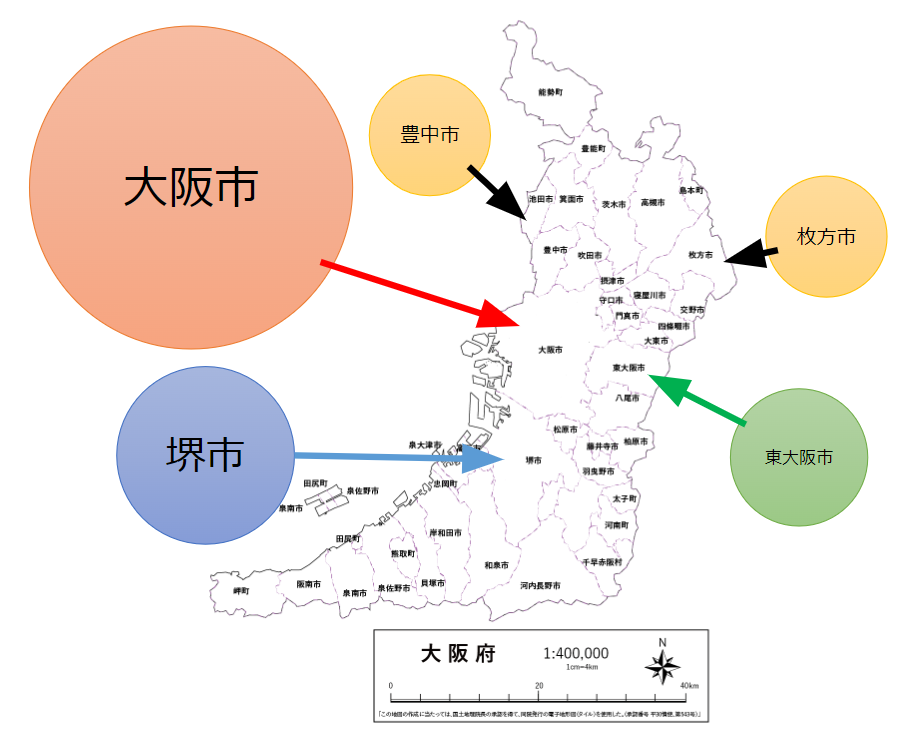 大阪市
豊中市
枚方市
堺市
東大阪市
能勢町
豊能町
島本町
池田市
箕面市
茨木市
高槻市
豊中市
吹田市
枚方市
摂津市
守口市
寝屋川市
門真市
交野市
四條畷市
大東市
大阪市
東大阪市
八尾市
松原市
藤井寺市
柏原市
泉大津市
堺市
羽曳野市
忠岡町
田尻町
泉佐野市
泉南市
太子町
河南町
岸和田市
田尻町
熊取町
千早赤阪村
和泉市
河内長野市
岬町
阪南市
泉南市
泉佐野市
貝塚市
大阪府
1:400,000
1cm=4km
N
0
20
40km